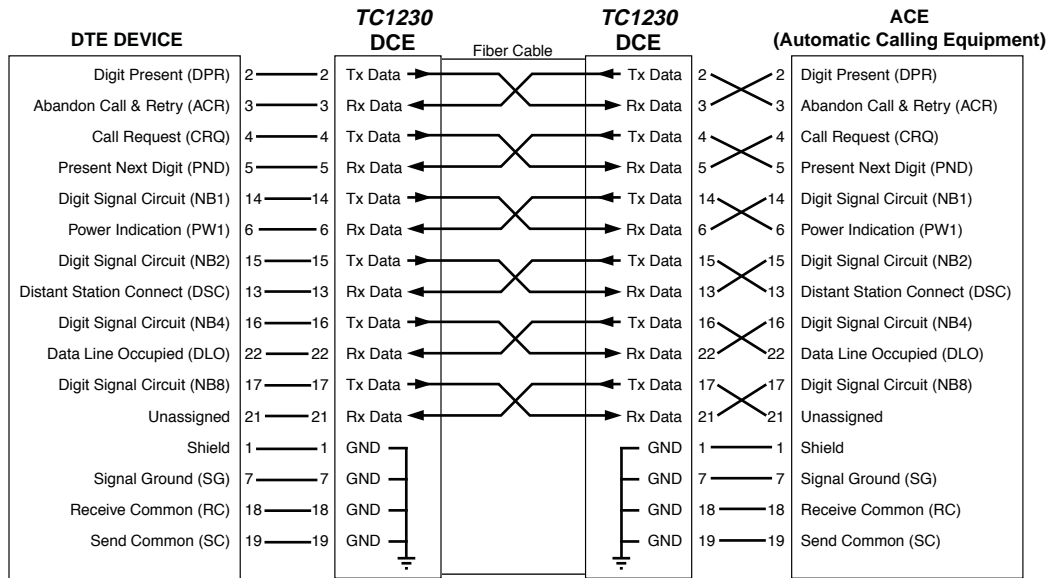 TC1230 TC1230 ACE
DTE DEVICE DCE Fiber Cable DCE (Automatic Calling Equipment)
Digit Present (DPR) 2 2 Tx Data Tx Data 2 2 Digit Present (DPR)
Abandon Call & Retry (ACR) 3 3 Rx Data Rx Data 3 3 Abandon Call & Retry (ACR)
Call Request (CRQ) 4 4 Tx Data Tx Data 4 4 Call Request (CRQ)
Present Next Digit (PND) 5 5 Rx Data Rx Data 5 5 Present Next Digit (PND)
Digit Signal Circuit (NB1) 14 14 Tx Data Tx Data 14 14 Digit Signal Circuit (NB1)
Power Indication (PW1) 6 6 Rx Data Rx Data 6 6 Power Indication (PW1)
Digit Signal Circuit (NB2) 15 15 Tx Data Tx Data 15 15 Digit Signal Circuit (NB2)
Distant Station Connect (DSC) 13 13 Rx Data Rx Data 13 13 Distant Station Connect (DSC)
Digit Signal Circuit (NB4) 16 16 Tx Data Tx Data 16 16 Digit Signal Circuit (NB4)
Data Line Occupied (DLO) 22 22 Rx Data Rx Data 22 22 Data Line Occupied (DLO)
Digit Signal Circuit (NB8) 17 17 Tx Data Tx Data 17 17 Digit Signal Circuit (NB8)
Unassigned 21 21 Rx Data Rx Data 21 21 Unassigned
Shield 1 1 GND GND 1 1 Shield
Signal Ground (SG) 7 7 GND GND 7 7 Signal Ground (SG)
Receive Common (RC) 18 18 GND GND 18 18 Receive Common (RC)
Send Common (SC) 19 19 GND GND 19 19 Send Common (SC)